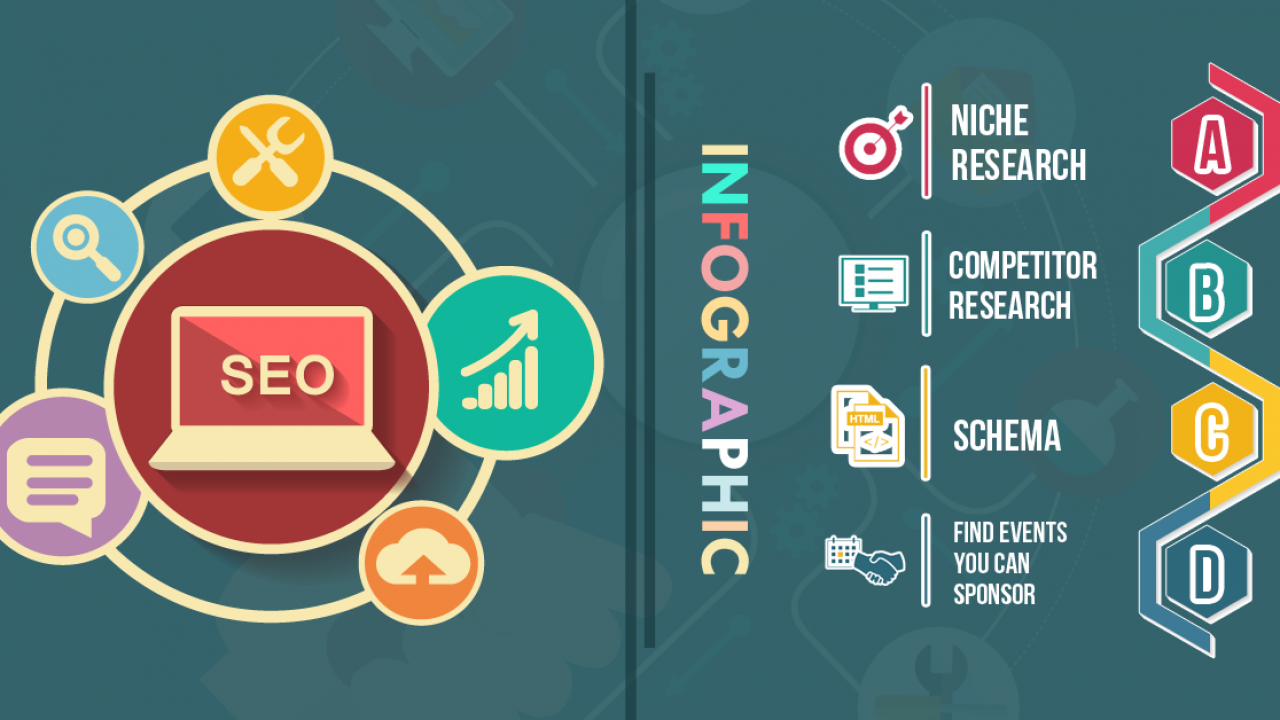 SEO
INFOGRAPHIC
NICHE
RESEARCH
A
COMPETITOR
RESEARCH
B
HTML
</>
SCHEMA
C
FIND EVENTS
YOU CAN
SPONSOR
D